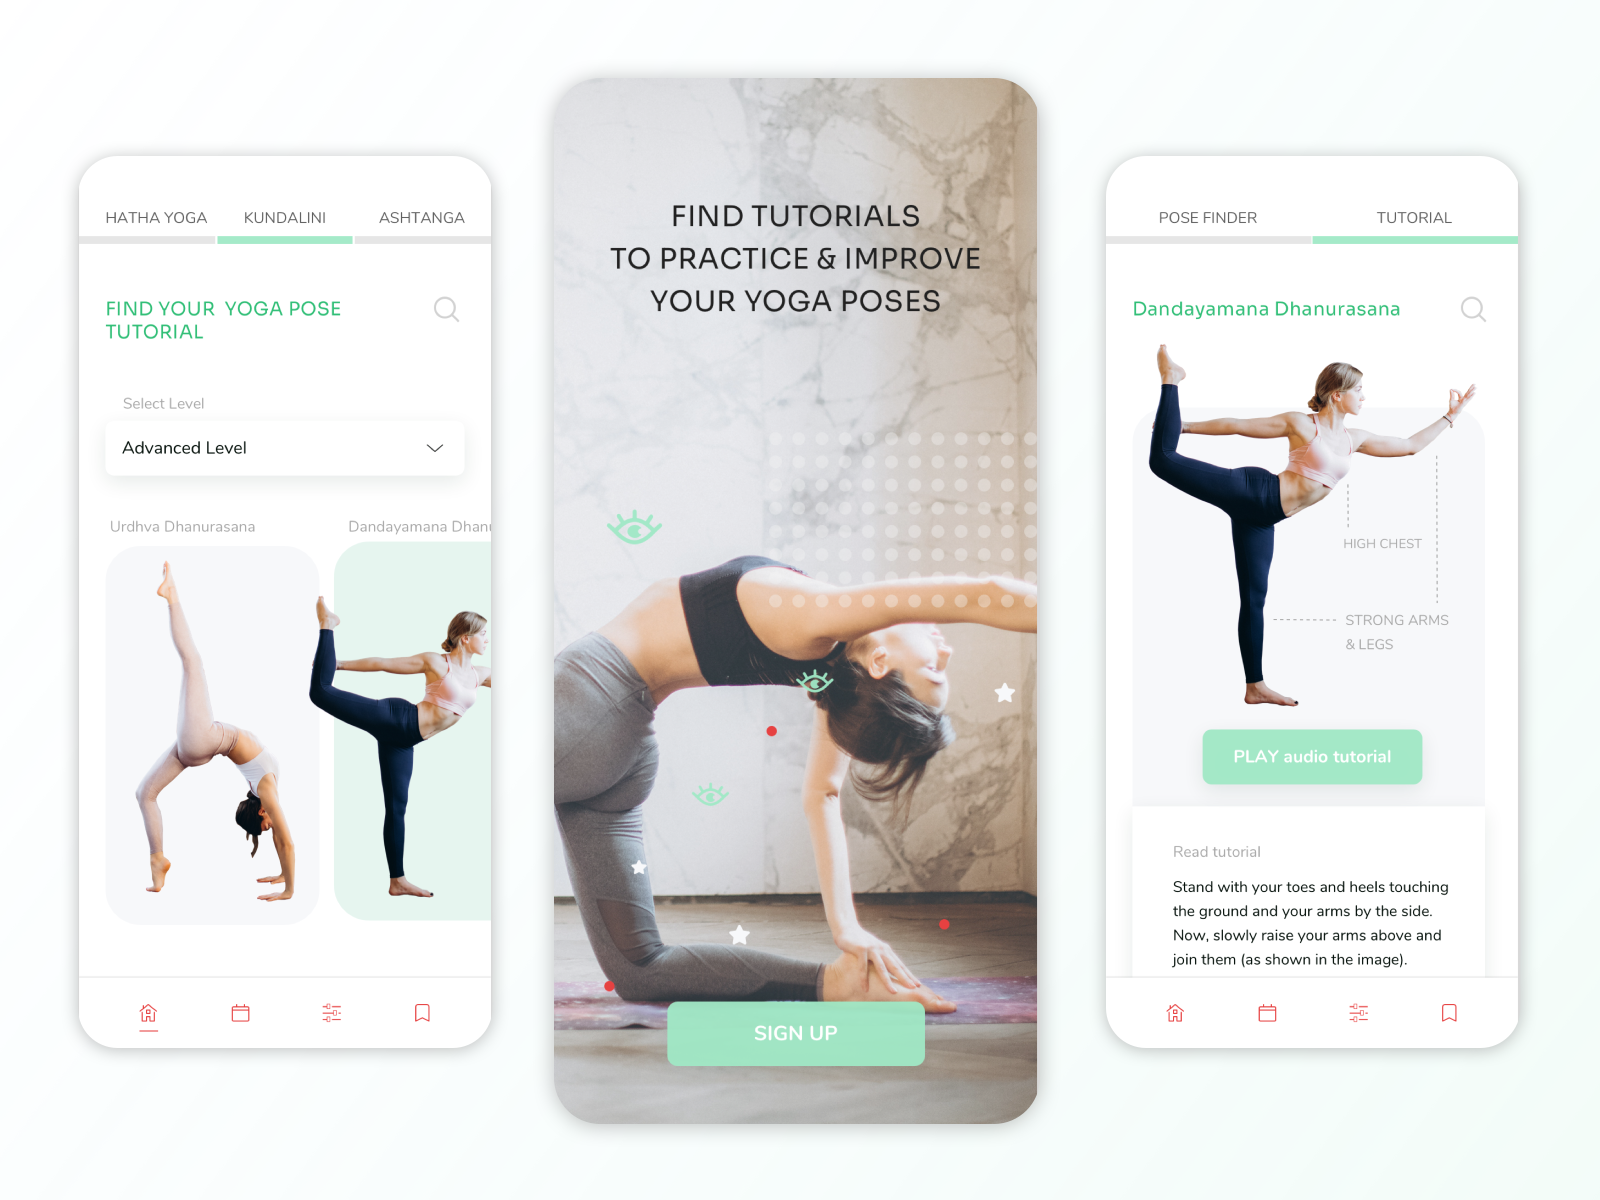 HATHA YOGA
KUNDALINI
ASHTANGA
FIND YOUR YOGA POSE
TUTORIAL
Select Level
Advanced Level
Urdhva Dhanurasana
Dandayamana Dhanu
FIND TUTORIALS
TO PRACTICE & IMPROVE
YOUR YOGA POSES
SIGN UP
POSE FINDER
TUTORIAL
Dandayamana Dhanurasana
HIGH CHEST
STRONG ARMS
& LEGS
PLAY audio tutorial
Read tutorial
Stand with your toes and heels touching
the ground and your arms by the side.
Now, slowly raise your arms above and
join them (as shown in the image).